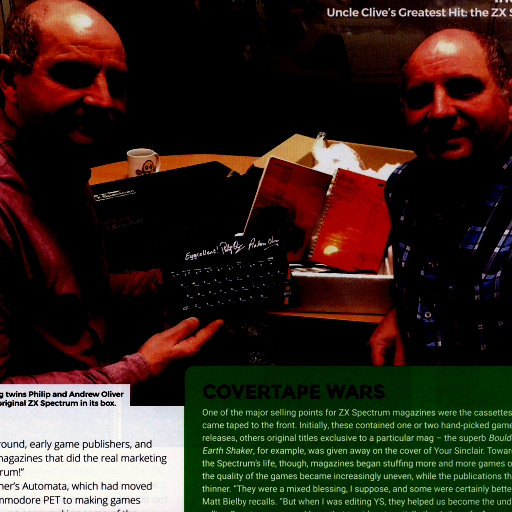 Uncle Clive's Greatest Hit: the ZX S
Eggcellent! Philip Oliver Andrew Oliver
g twins Philip and Andrew Oliver
original ZX Spectrum in its box.
round, early game publishers, and
magazines that did the real marketing
rum!"
ner's Automata, which had moved
mmodore PET to making games
COVERTAPE WARS
One of the major selling points for ZX Spectrum magazines were the cassettes
came taped to the front. Initially, these contained one or two hand-picked game
releases, others original titles exclusive to a particular mag – the superb Bould
Earth Shaker, for example, was given away on the cover of Your Sinclair. Towar
the Spectrum's life, though, magazines began stuffing more and more games o
the quality of the games became increasingly uneven, while the publications th
thinner. "They were a mixed blessing, I suppose, and some were certainly bette
Matt Bielby recalls. "But when I was editing YS, they helped us become the und